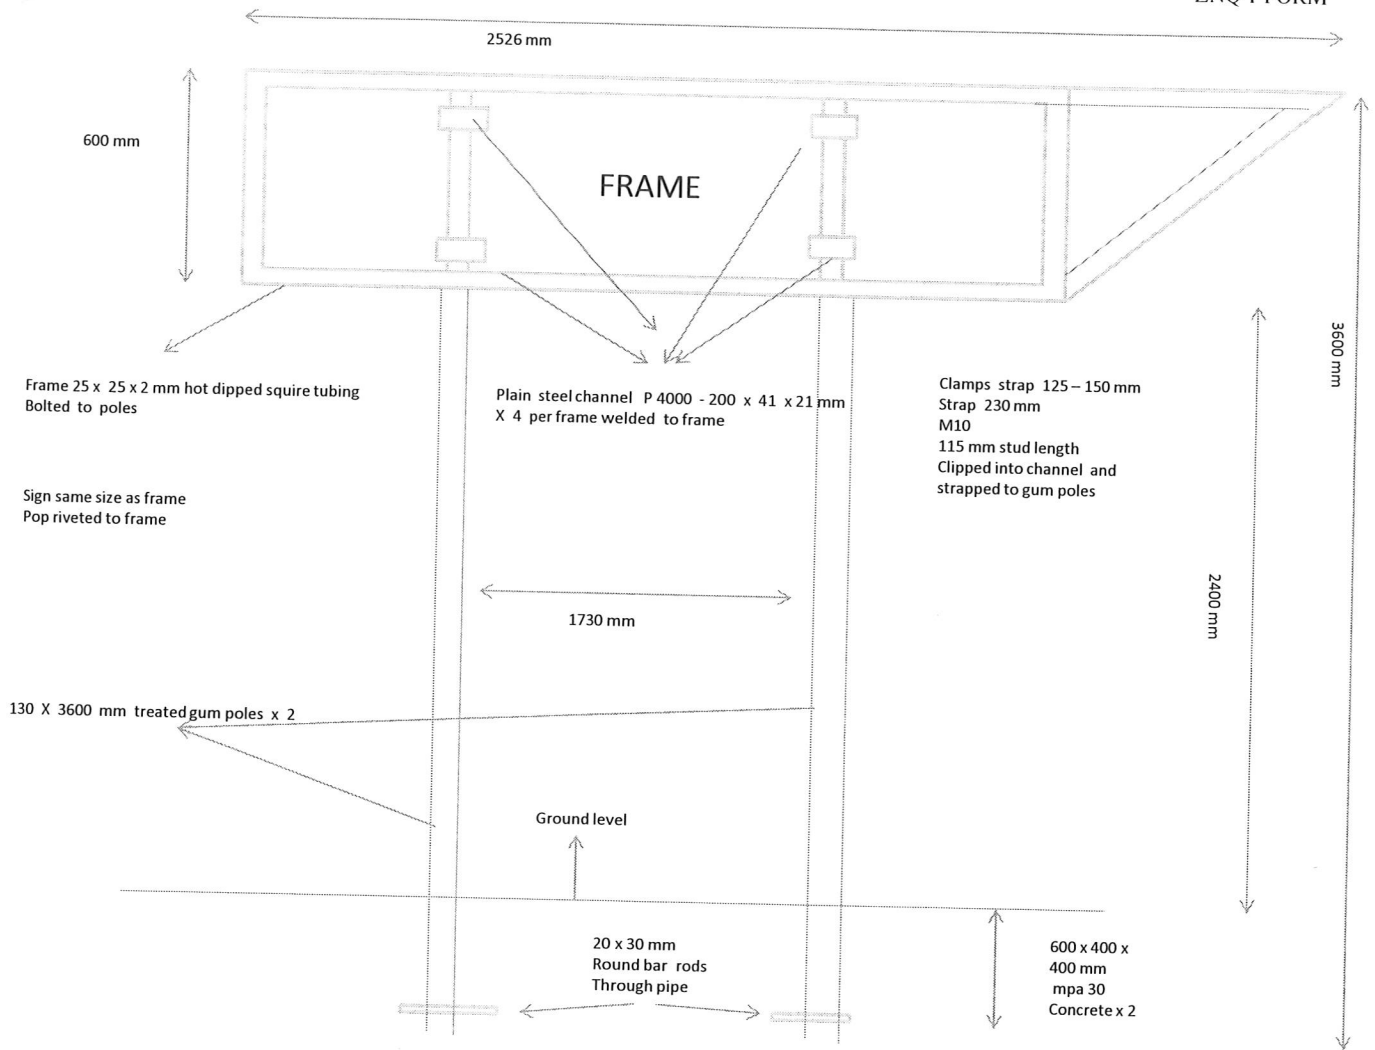 2526 mm
600 mm
FRAME
3600 mm
Frame 25 x 25 x 2 mm hot dipped squire tubing
Bolted to poles
Plain steel channel P 4000 - 200 x 41 x 21 mm
X 4 per frame welded to frame
Clamps strap 125 – 150 mm
Strap 230 mm
M10
115 mm stud length
Clipped into channel and
strapped to gum poles
Sign same size as frame
Pop riveted to frame
2400 mm
1730 mm
130 X 3600 mm treated gum poles x 2
Ground level
20 x 30 mm
Round bar rods
Through pipe
600 x 400 x
400 mm
mpa 30
Concrete x 2